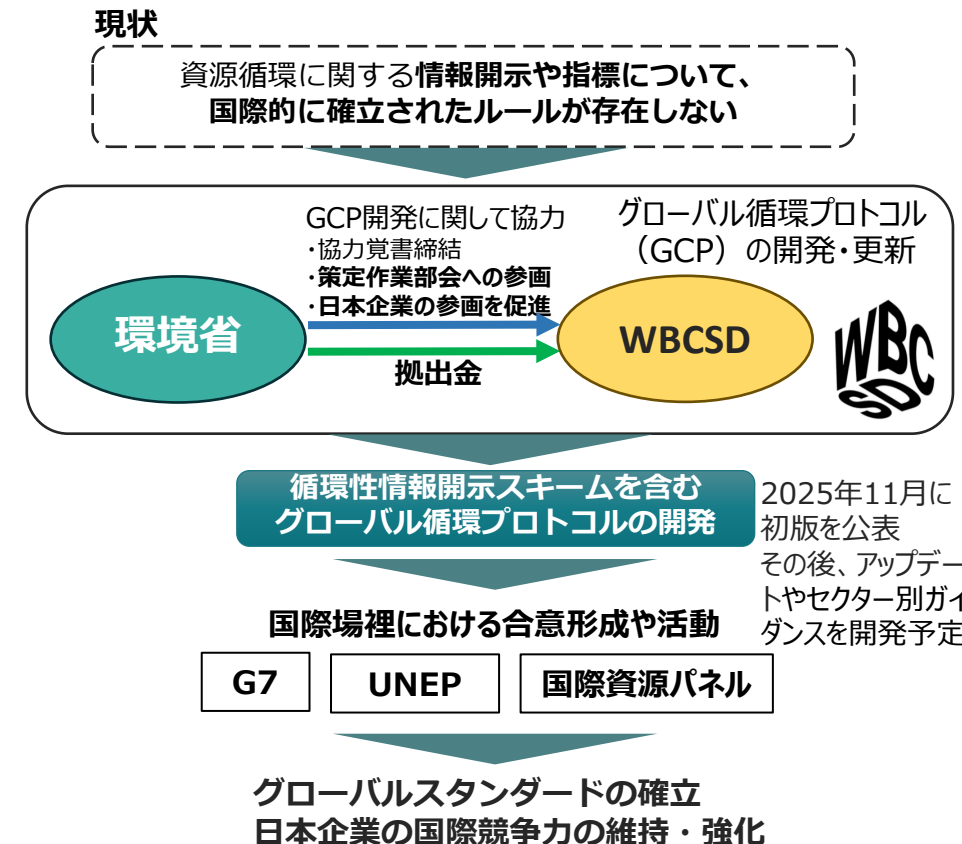 現状
資源循環に関する情報開示や指標について、
国際的に確立されたルールが存在しない
GCP開発に関して協力
・協力覚書締結
・策定作業部会への参画
・日本企業の参画を促進
グローバル循環プロトコル
（GCP）の開発・更新
環境省
拠出金
WBCSD
WBC
SD
循環性情報開示スキームを含む
グローバル循環プロトコルの開発
2025年11月に
初版を公表
その後、アップデー
トやセクター別ガイ
ダンスを開発予定
国際場裡における合意形成や活動
G7
UNEP
国際資源パネル
グローバルスタンダードの確立
日本企業の国際競争力の維持・強化